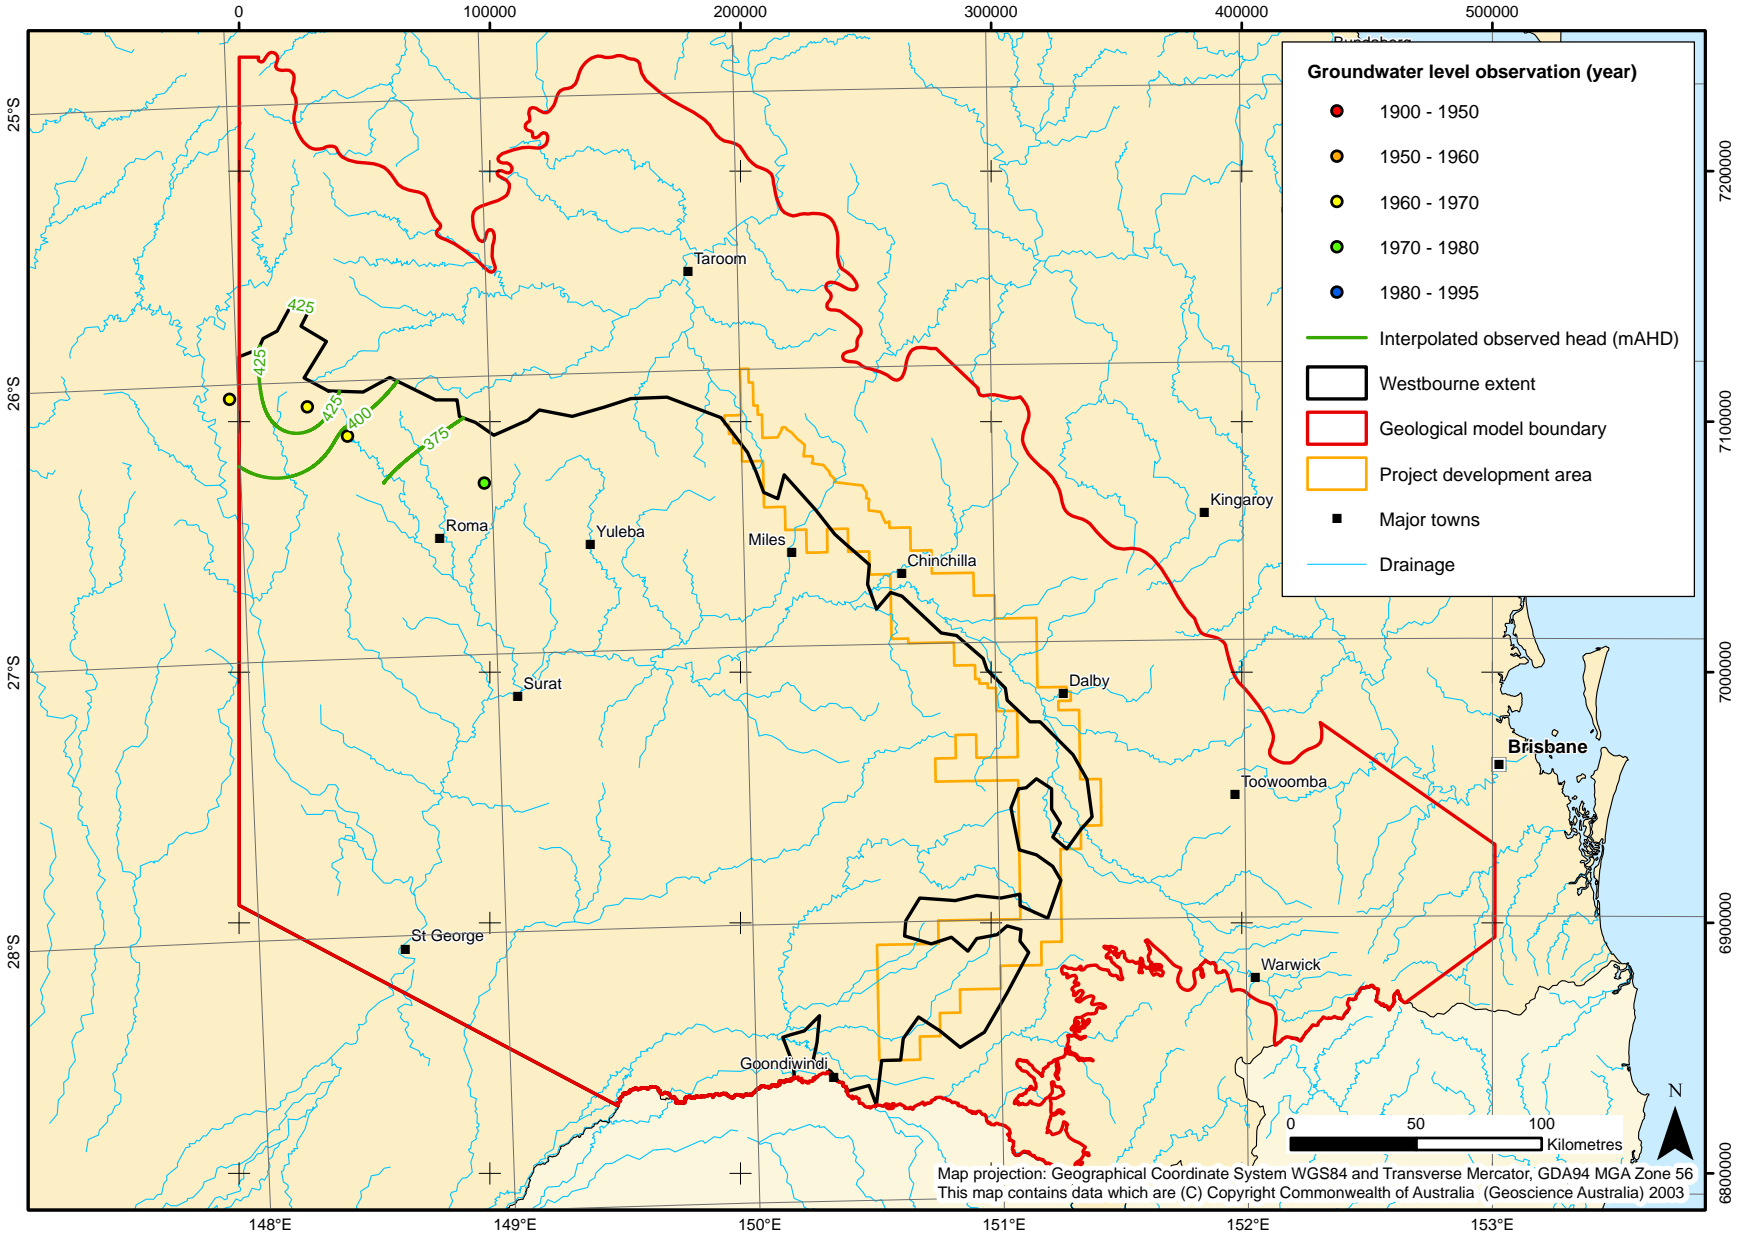 0 100000 200000 300000 400000 500000
Groundwater level observation (year)
1900 - 1950
1950 - 1960
1960 - 1970
1970 - 1980
1980 - 1995
Interpolated observed head (mAHD)
Westbourne extent
Geological model boundary
Project development area
Major towns
Drainage
25°S
26°S
27°S
28°S
7200000
7100000
7000000
6900000
6800000
Taroom
425
425
425
400
375
Kingaroy
Roma
Yuleba
Miles
Chinchilla
Surat
Dalby
Brisbane
Toowoomba
St George
Warwick
Goondiwindi
N
0 50 100
Kilometres
Map projection: Geographical Coordinate System WGS84 and Transverse Mercator, GDA94 MGA Zone 56
This map contains data which are (C) Copyright Commonwealth of Australia (Geoscience Australia) 2003
148°E 149°E 150°E 151°E 152°E 153°E